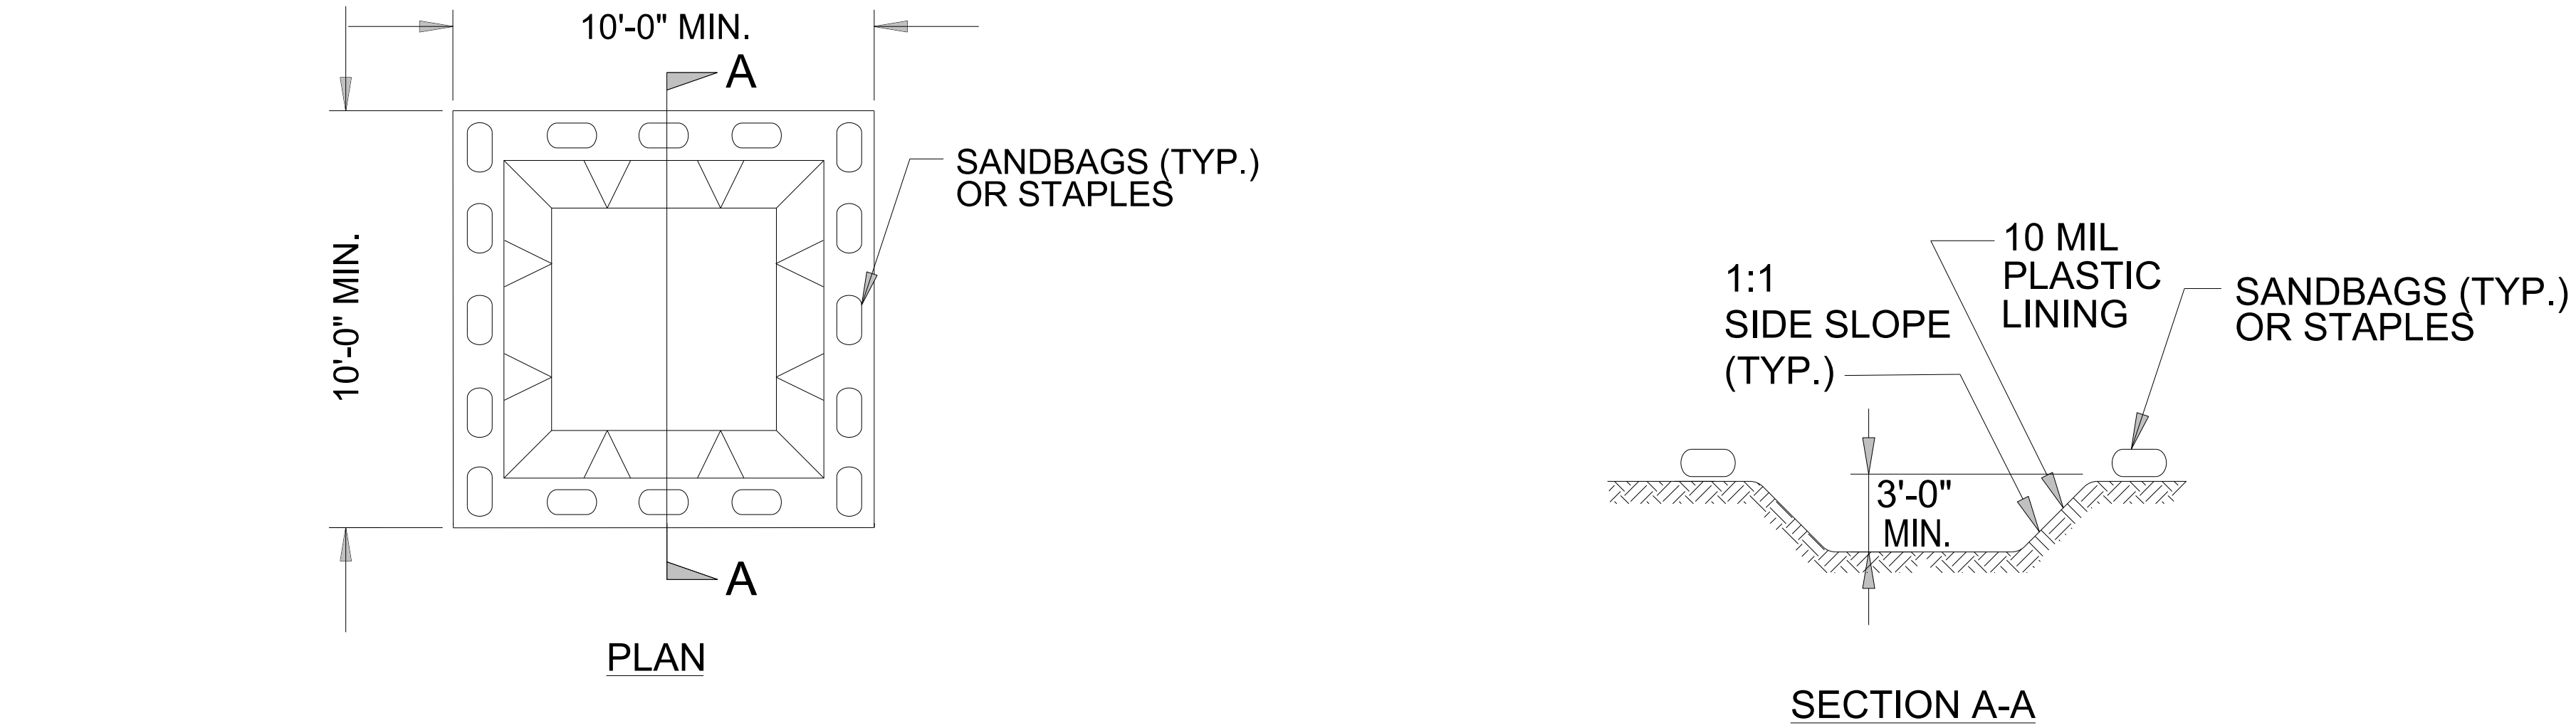 10'-0" MIN.
A
SANDBAGS (TYP.)
OR STAPLES
10'-0" MIN.
A
PLAN
1:1
SIDE SLOPE
(TYP.)
10 MIL
PLASTIC
LINING
SANDBAGS (TYP.)
OR STAPLES
3'-0"
MIN.
SECTION A-A